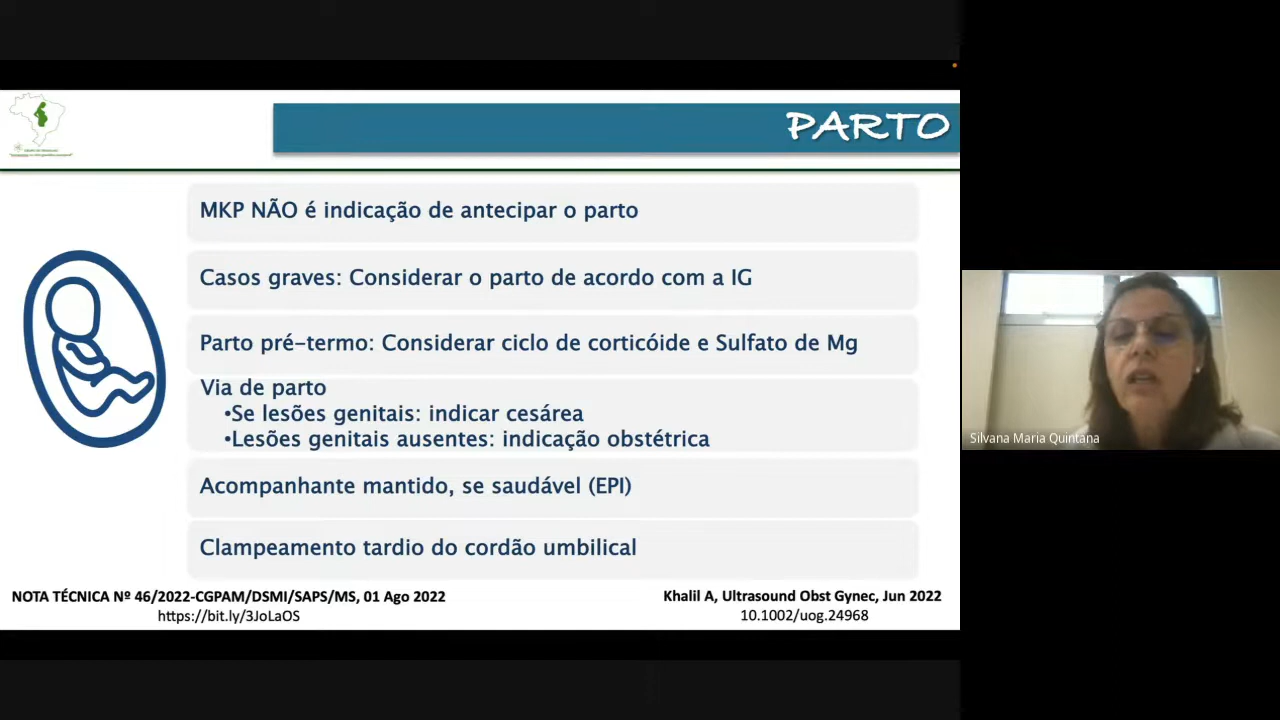 PARTO
MKP NÃO é indicação de antecipar o parto
Casos graves: Considerar o parto de acordo com a IG
Parto pré-termo: Considerar ciclo de corticóide e Sulfato de Mg
Via de parto
•Se lesões genitais: indicar cesárea
•Lesões genitais ausentes: indicação obstétrica
Acompanhante mantido, se saudável (EPI)
Clampeamento tardio do cordão umbilical
NOTA TÉCNICA Nº 46/2022-CGPAM/DSMI/SAPS/MS, 01 Ago 2022
https://bit.ly/3JoLaOS
Khalil A, Ultrasound Obst Gynec, Jun 2022
10.1002/uog.24968
Silvana Maria Quintana